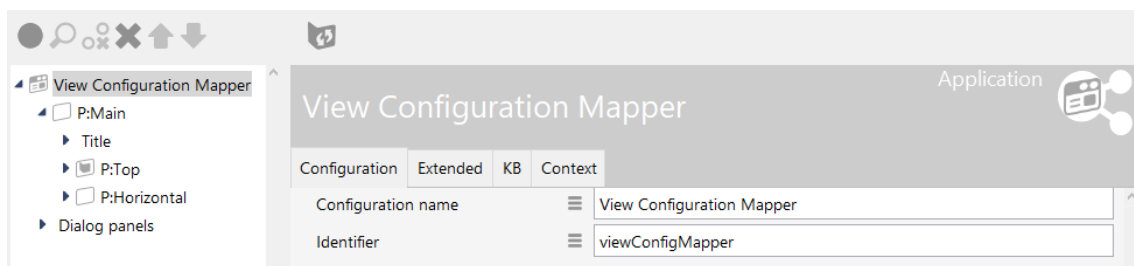 View Configuration Mapper
P:Main
Title
P:Top
P:Horizontal
Dialog panels
Application
View Configuration Mapper
Configuration Extended KB Context
Configuration name View Configuration Mapper
Identifier viewConfigMapper